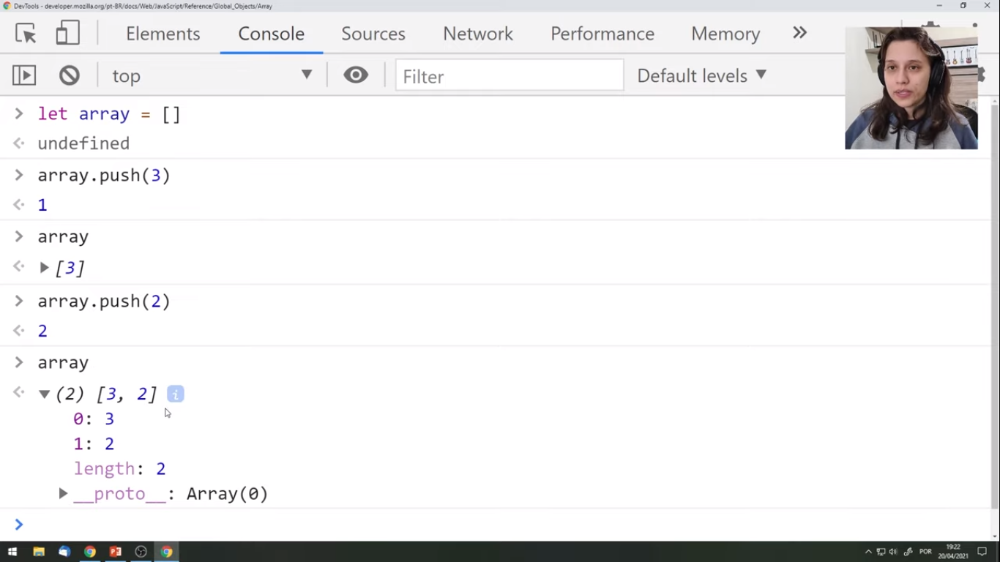 DevTools - developer.mozilla.org/pt-BR/docs/Web/JavaScript/Reference/Global_Objects/Array
Elements Console Sources Network Performance Memory »
top Filter Default levels
let array = []
undefined
array.push(3)
1
array
[3]
array.push(2)
2
array
(2) [3, 2] i
0: 3
1: 2
length: 2
__proto__: Array(0)
POR 19:22
20/04/2021